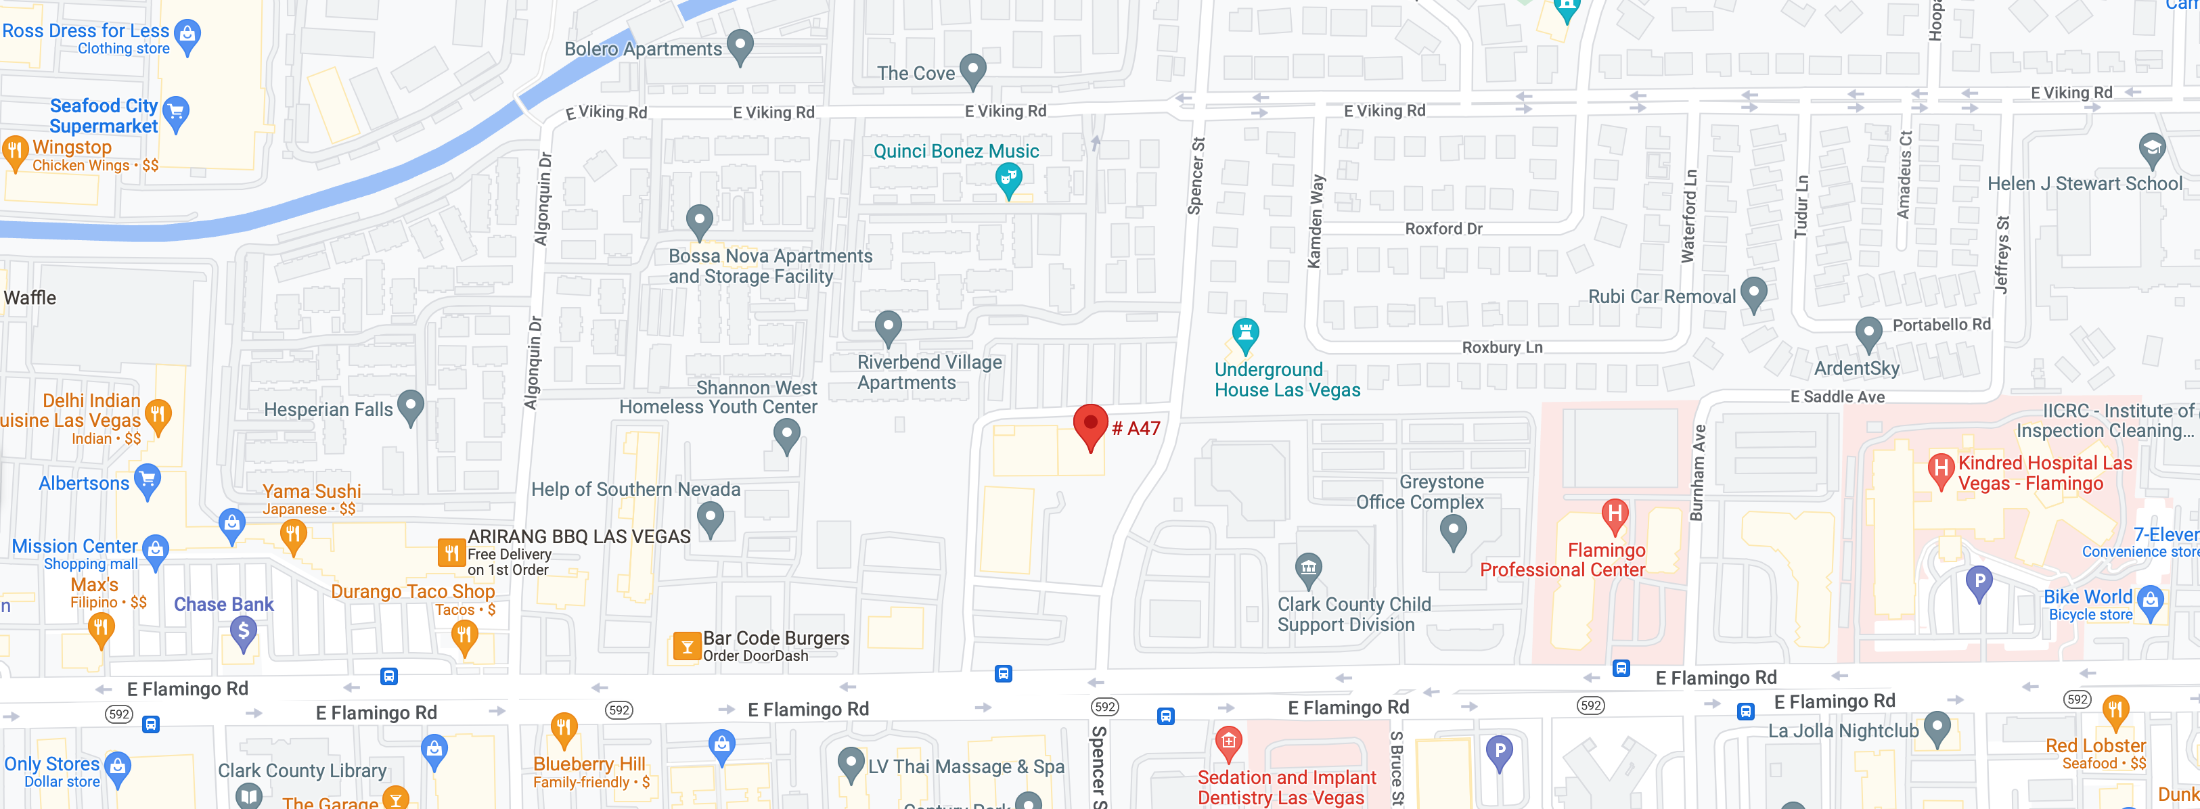 Ross Dress for Less
Clothing store
Seafood City
Supermarket
Wingstop
Chicken Wings • $$
Bolero Apartments
The Cove
E Viking Rd
E Viking Rd
E Viking Rd
E Viking Rd
E Viking Rd
Quinci Bonez Music
Algonquin Dr
Spencer St
Kamden Way
Roxford Dr
Waterford Ln
Tudur Ln
Amadeus Ct
Helen J Stewart School
Jeffreys St
Bossa Nova Apartments
and Storage Facility
Waffle
Rubi Car Removal
Portabello Rd
Roxbury Ln
ArdentSky
Underground
House Las Vegas
Riverbend Village
Apartments
Algonquin Dr
Shannon West
Homeless Youth Center
Hesperian Falls
E Saddle Ave
Delhi Indian
uisine Las Vegas
Indian • $$
# A47
IICRC - Institute of
Inspection Cleaning...
Burnham Ave
Kindred Hospital Las
Vegas - Flamingo
Albertsons
Yama Sushi
Japanese • $$
Help of Southern Nevada
Greystone
Office Complex
Mission Center
Shopping mall
ARIRANG BBQ LAS VEGAS
Free Delivery
on 1st Order
Flamingo
Professional Center
7-Eleven
Convenience store
Max's
Filipino • $$
Chase Bank
Durango Taco Shop
Tacos • $
Clark County Child
Support Division
Bike World
Bicycle store
Bar Code Burgers
Order DoorDash
E Flamingo Rd
E Flamingo Rd
E Flamingo Rd
E Flamingo Rd
E Flamingo Rd
E Flamingo Rd
592
592
592
592
592
Only Stores
Dollar store
Clark County Library
The Garage
Blueberry Hill
Family-friendly • $
LV Thai Massage & Spa
Century Park
Spencer S
Sedation and Implant
Dentistry Las Vegas
S Bruce St
P
P
H
H
La Jolla Nightclub
Red Lobster
Seafood • $$
Dunk